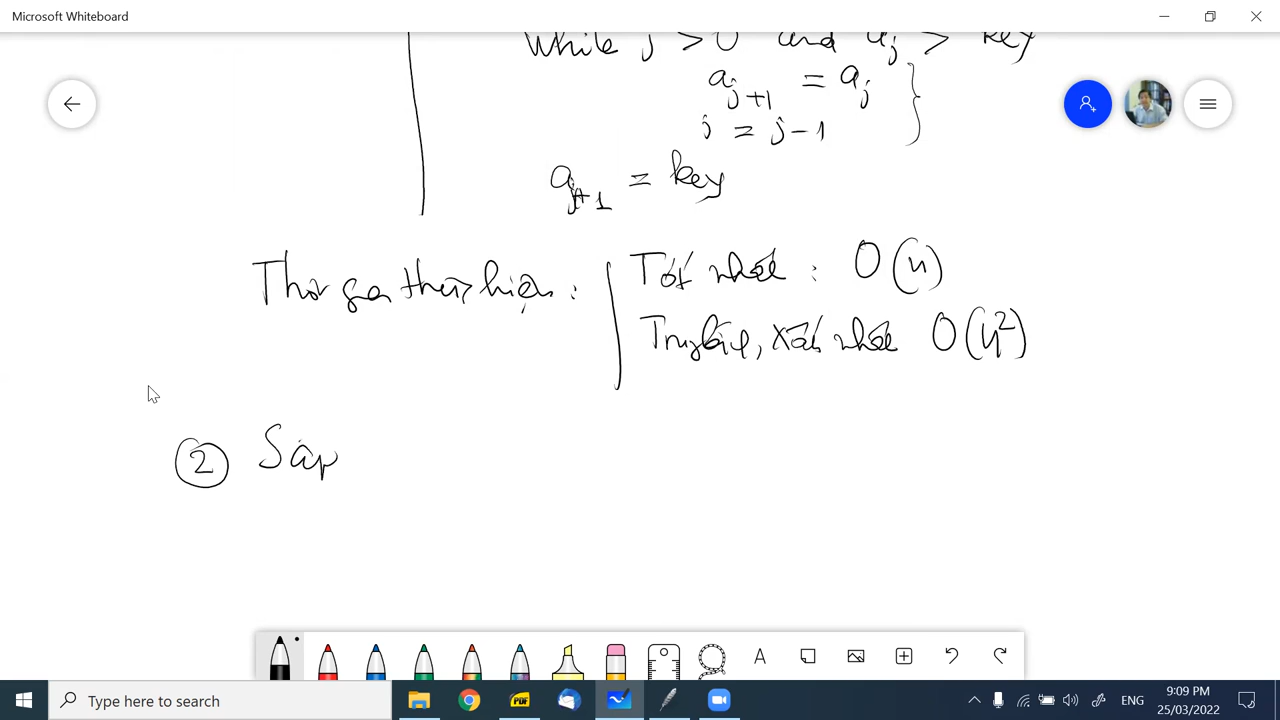 Microsoft Whiteboard
While j > 0 and aj > key
aj+1 = aj
j = j-1
aj+1 = key
Thời gian thực hiện :
Tốt nhất : O(n)
Trung bình, xấu nhất O(n²)
2 Sắp
A
Type here to search
PDF
ENG
9:09 PM
25/03/2022